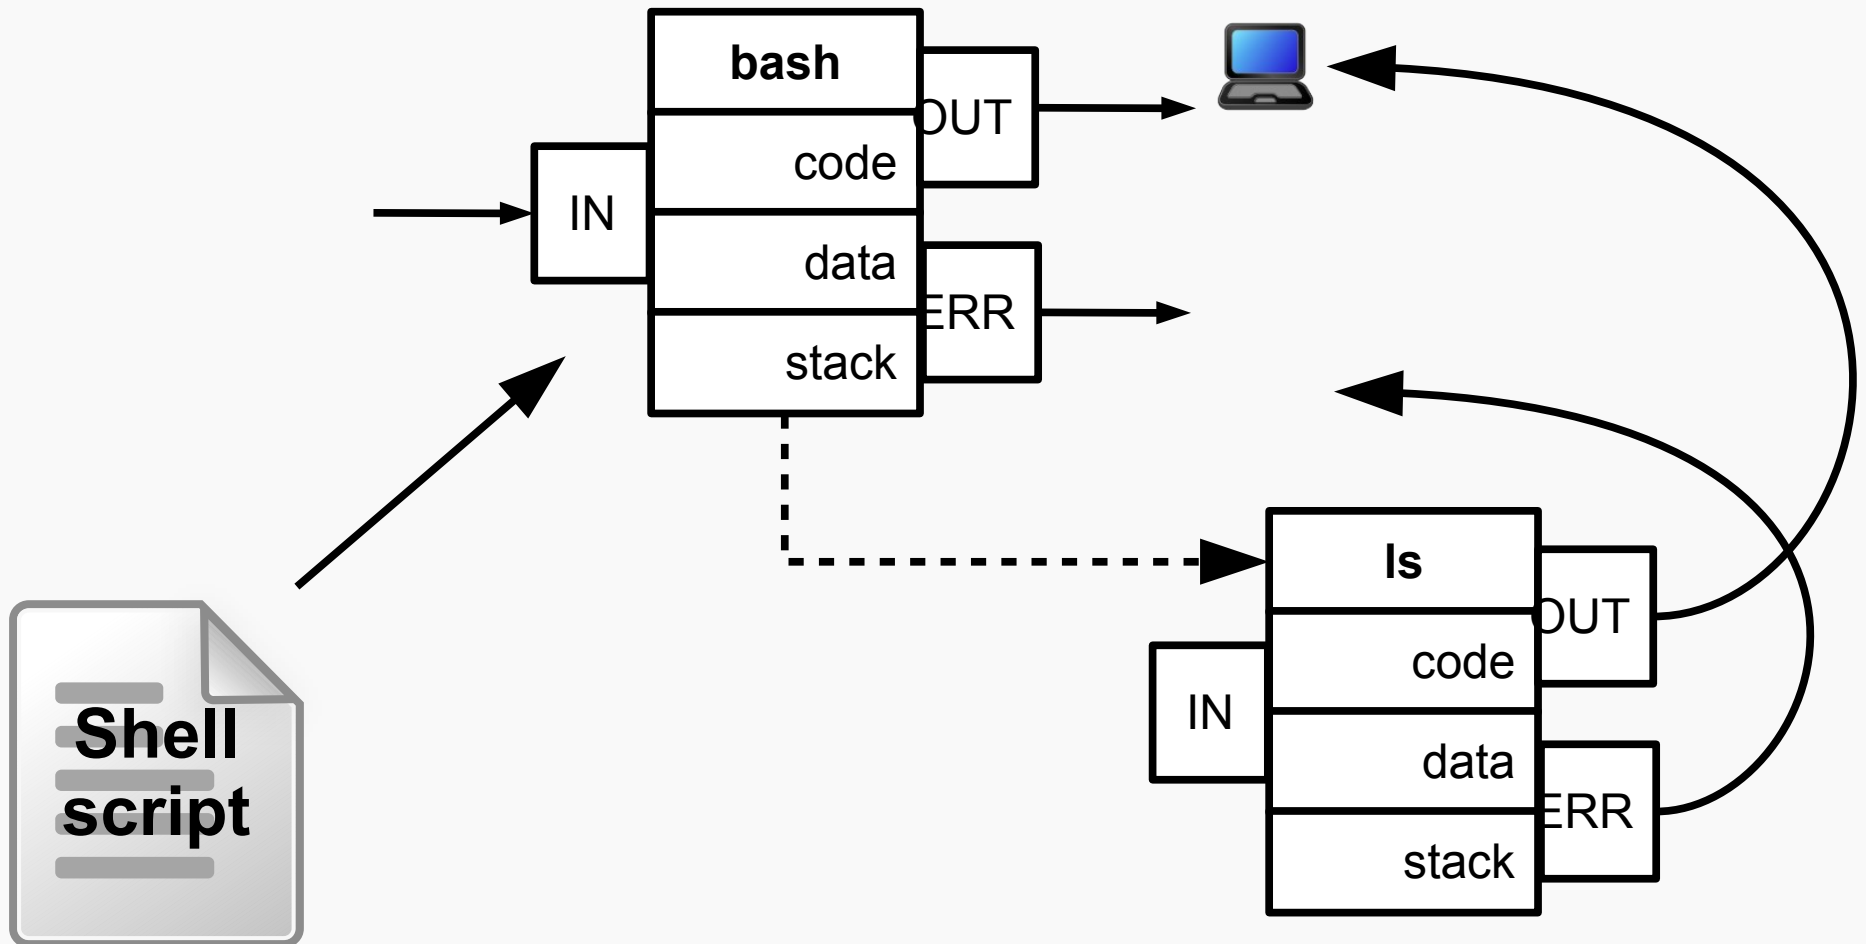 bash
OUT
code
IN
data
ERR
stack
ls
OUT
code
IN
data
ERR
stack
Shell
script